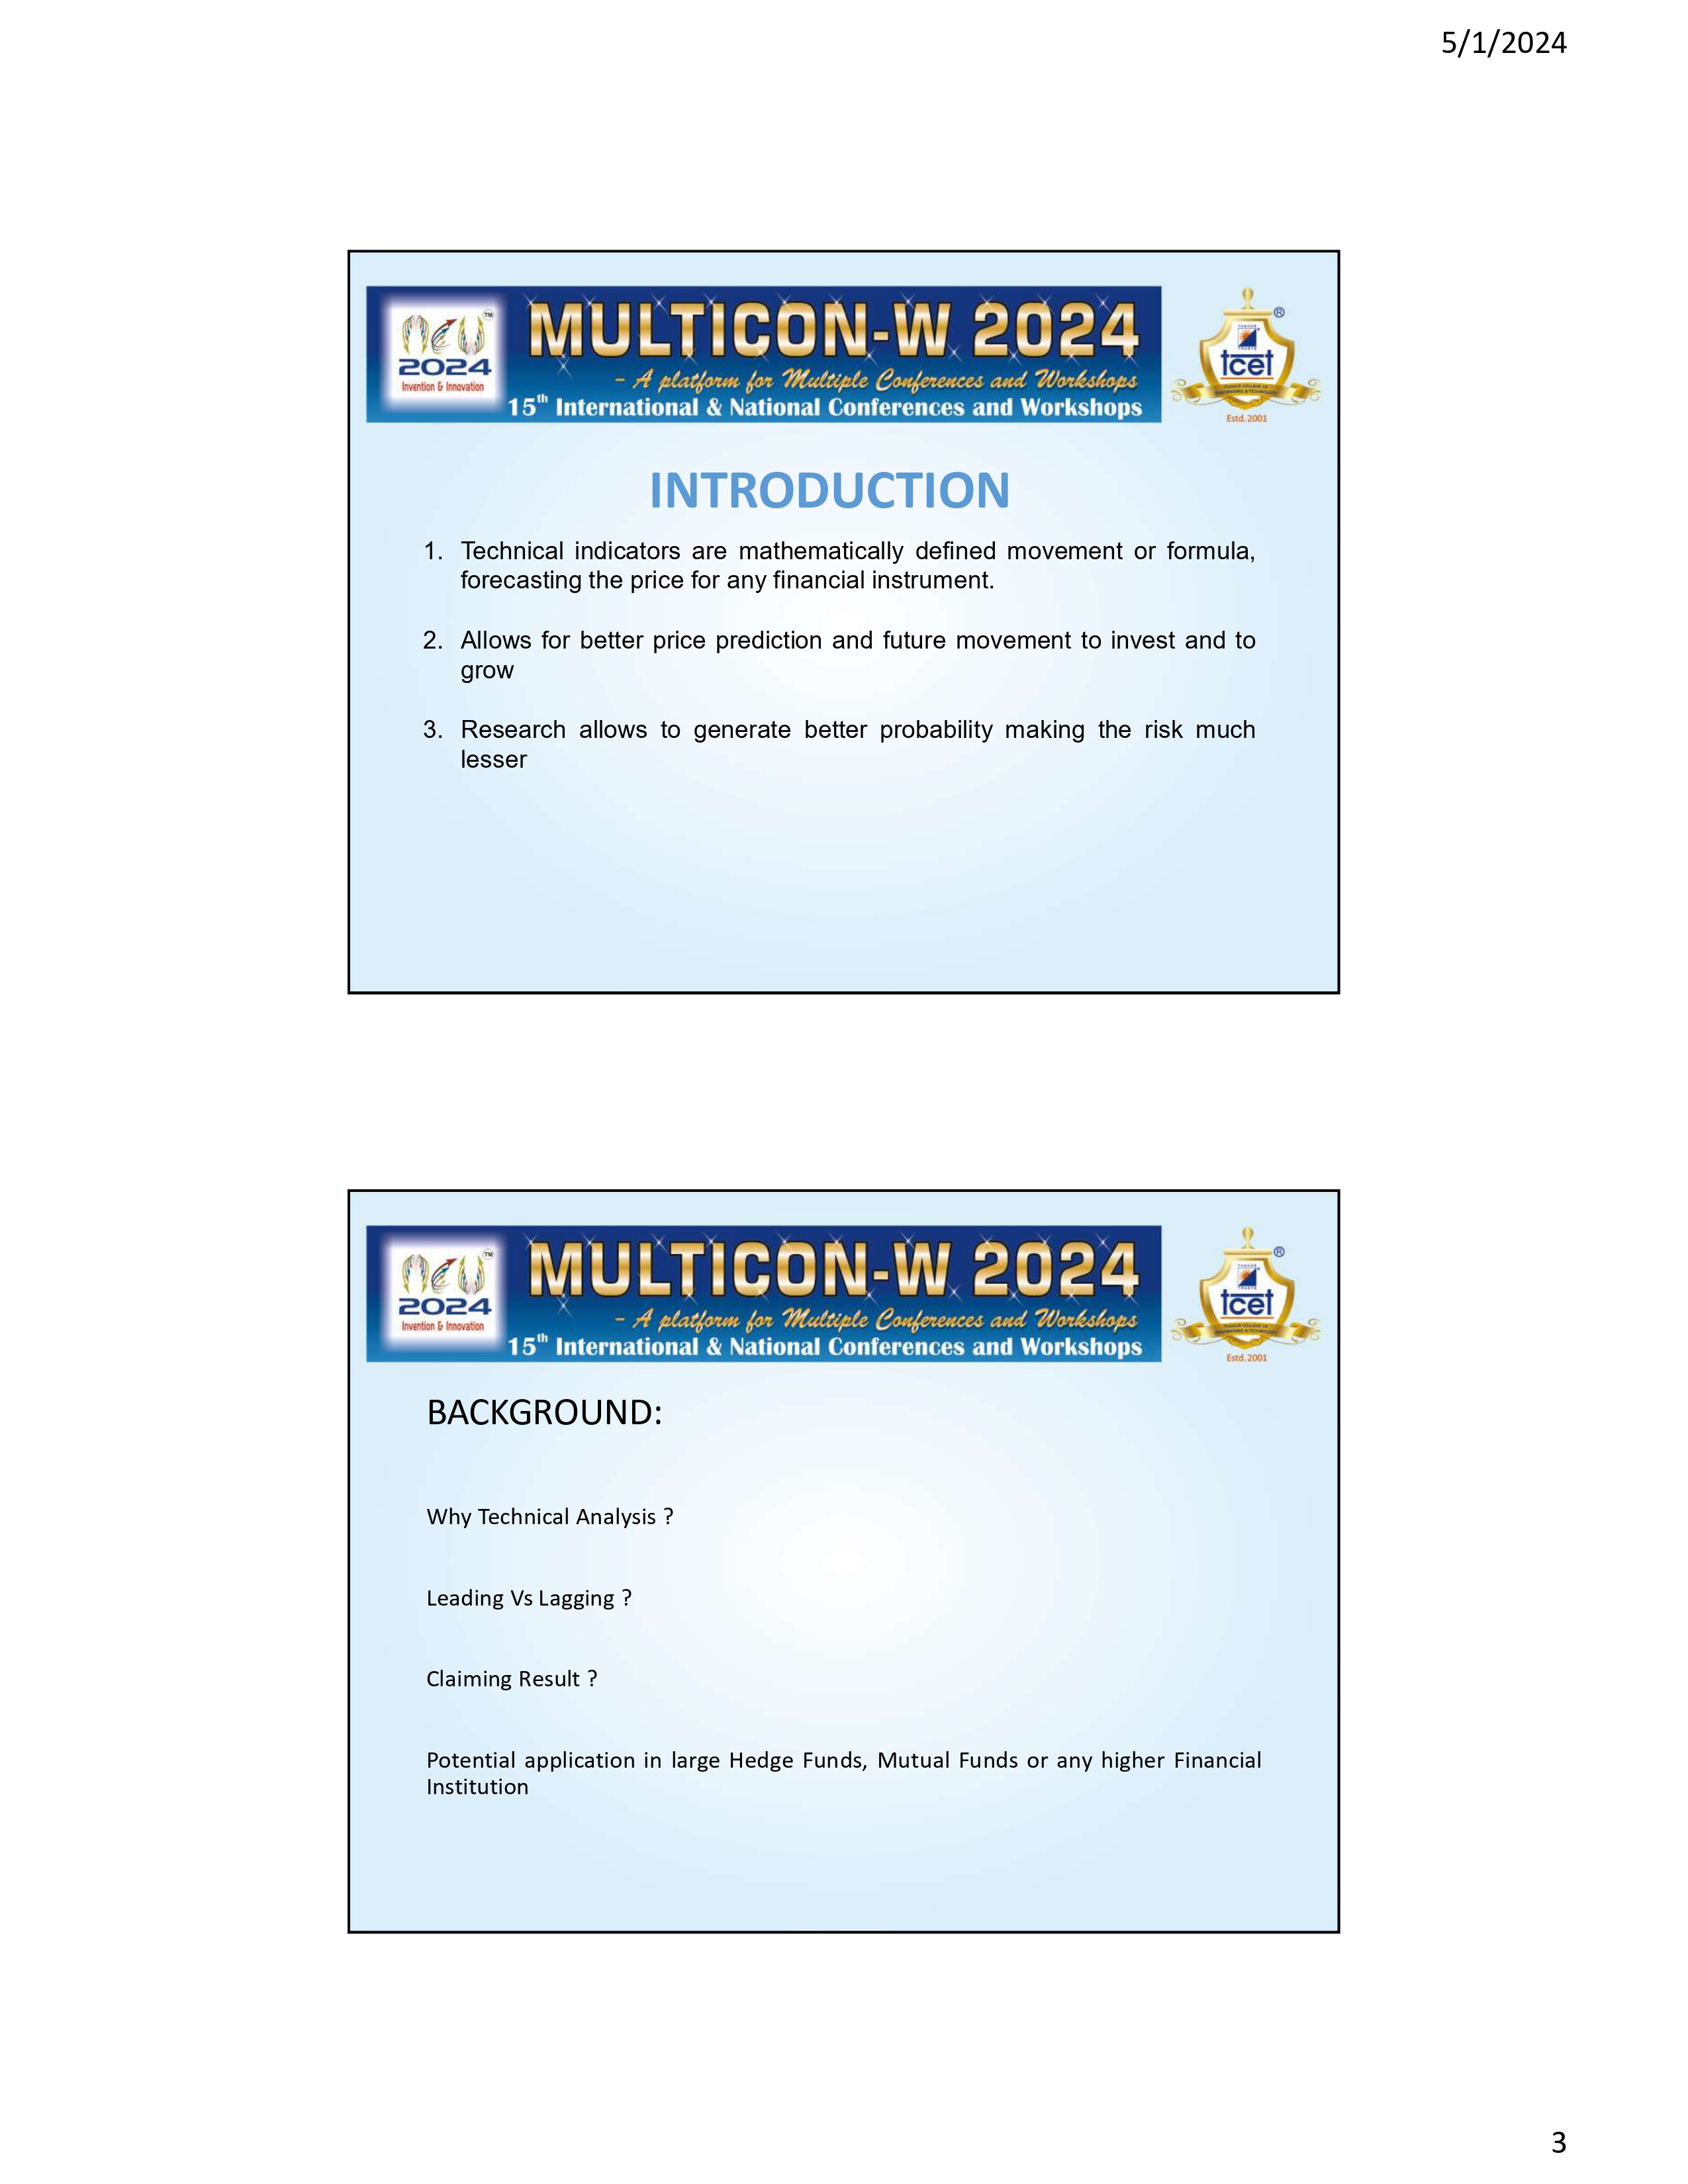 5/1/2024
TM
2024
Invention & Innovation
MULTICON-W 2024
- A platform for Multiple Conferences and Workshops
15th International & National Conferences and Workshops
®
tcet
Estd. 2001
INTRODUCTION
1. Technical indicators are mathematically defined movement or formula,
forecasting the price for any financial instrument.
2. Allows for better price prediction and future movement to invest and to
grow
3. Research allows to generate better probability making the risk much
lesser
TM
2024
Invention & Innovation
MULTICON-W 2024
- A platform for Multiple Conferences and Workshops
15th International & National Conferences and Workshops
®
tcet
Estd. 2001
BACKGROUND:
Why Technical Analysis ?
Leading Vs Lagging ?
Claiming Result ?
Potential application in large Hedge Funds, Mutual Funds or any higher Financial
Institution
3